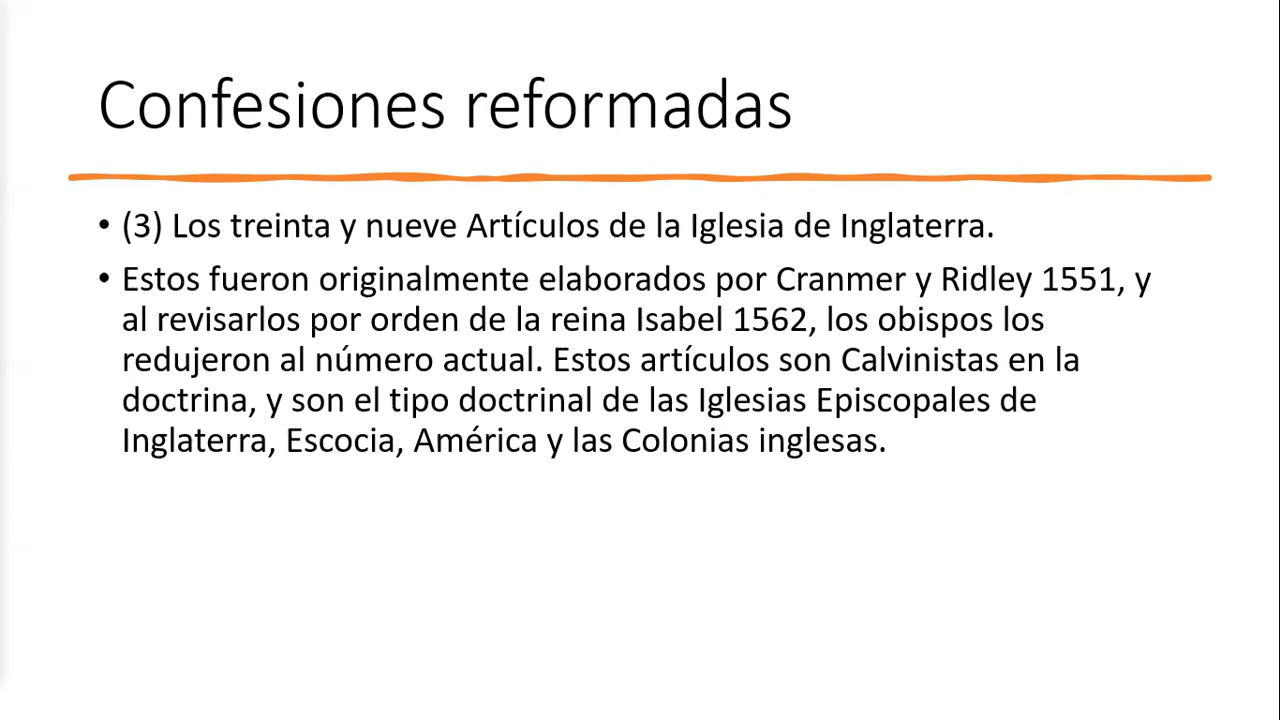 Confesiones reformadas
• (3) Los treinta y nueve Artículos de la Iglesia de Inglaterra.
• Estos fueron originalmente elaborados por Cranmer y Ridley 1551, y
al revisarlos por orden de la reina Isabel 1562, los obispos los
redujeron al número actual. Estos artículos son Calvinistas en la
doctrina, y son el tipo doctrinal de las Iglesias Episcopales de
Inglaterra, Escocia, América y las Colonias inglesas.